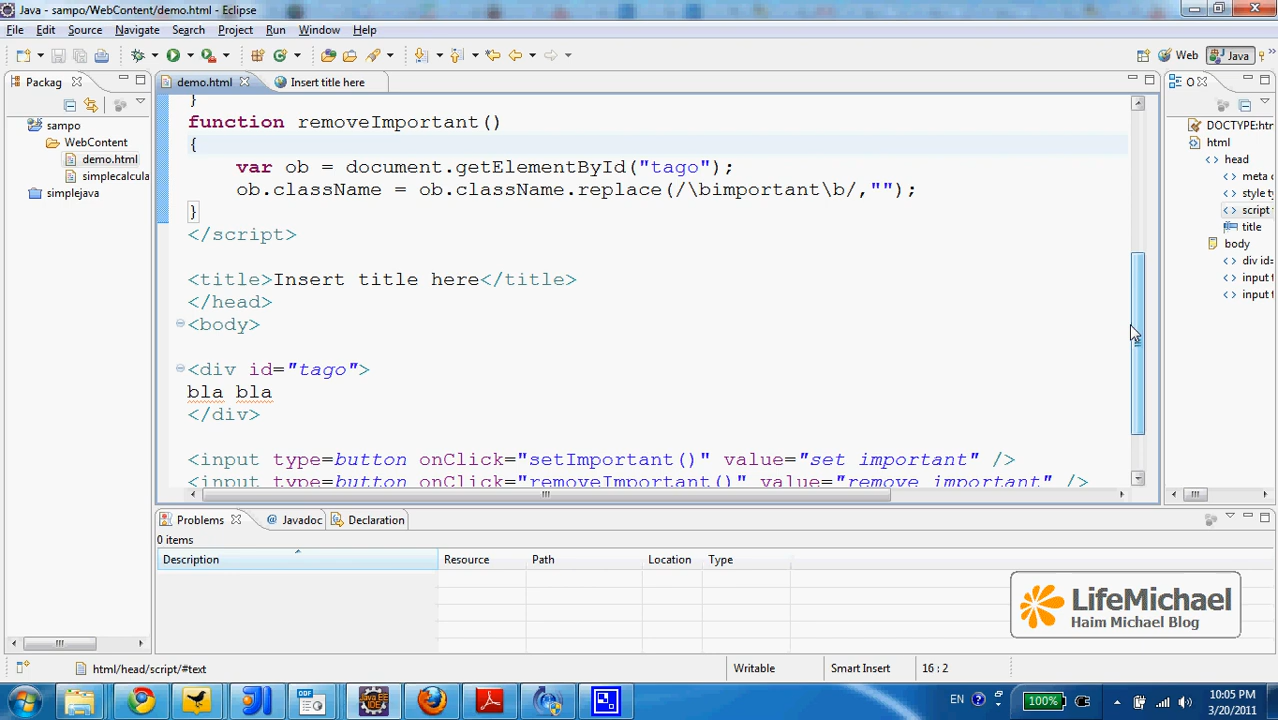 Java - sampo/WebContent/demo.html - Eclipse
File Edit Source Navigate Search Project Run Window Help
Web Java
Packag
demo.html Insert title here
sampo
WebContent
demo.html
simplecalcula
simplejava
}
function removeImportant()
{
var ob = document.getElementById("tago");
ob.className = ob.className.replace(/\bimportant\b/,"");
}
</script>
<title>Insert title here</title>
</head>
<body>
<div id="tago">
bla bla
</div>
<input type=button onClick="setImportant()" value="set important" />
<input type=button onClick="removeImportant()" value="remove important" />
O
DOCTYPE:htr
html
head
meta c
style ty
script
title
body
div id=
input t
input t
Problems Javadoc Declaration
0 items
Description Resource Path Location Type
LifeMichael
Haim Michael Blog
html/head/script/#text Writable Smart Insert 16 : 2
EN 100% 10:05 PM
3/20/2011